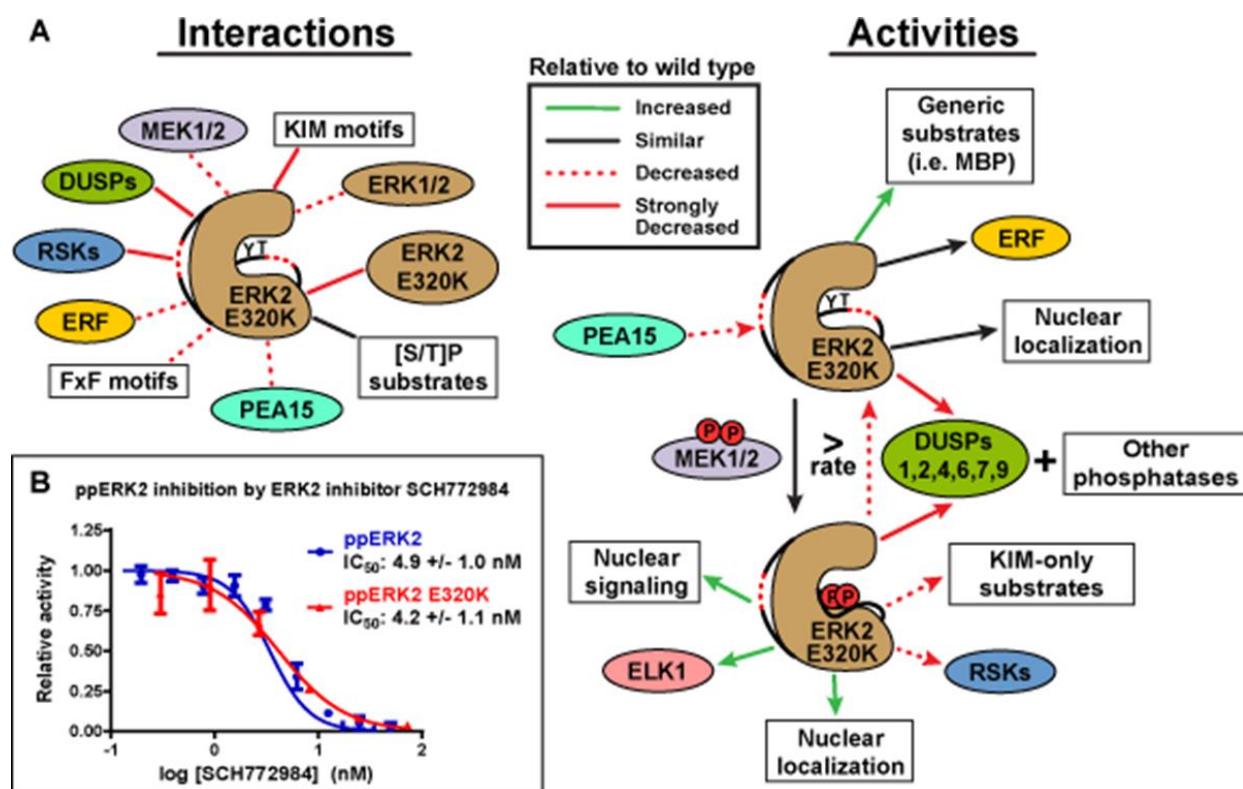 A
Interactions
Activities
Relative to wild type
Increased
Similar
Decreased
Strongly
Decreased
MEK1/2
KIM motifs
DUSPs
ERK1/2
RSKs
YT
ERK2
E320K
ERK2
E320K
ERF
[S/T]P
substrates
FxF motifs
PEA15
Generic
substrates
(i.e. MBP)
ERF
YT
Nuclear
localization
PEA15
ERK2
E320K
P P
MEK1/2
>
rate
DUSPs
1,2,4,6,7,9
+
Other
phosphatases
Nuclear
signaling
KIM-only
substrates
PP
ERK2
E320K
ELK1
RSKs
Nuclear
localization
B
ppERK2 inhibition by ERK2 inhibitor SCH772984
1.25
1.00
0.75
0.50
0.25
0.00
Relative activity
ppERK2
IC50: 4.9 +/- 1.0 nM
ppERK2 E320K
IC50: 4.2 +/- 1.1 nM
-1
0
1
2
log [SCH772984] (nM)